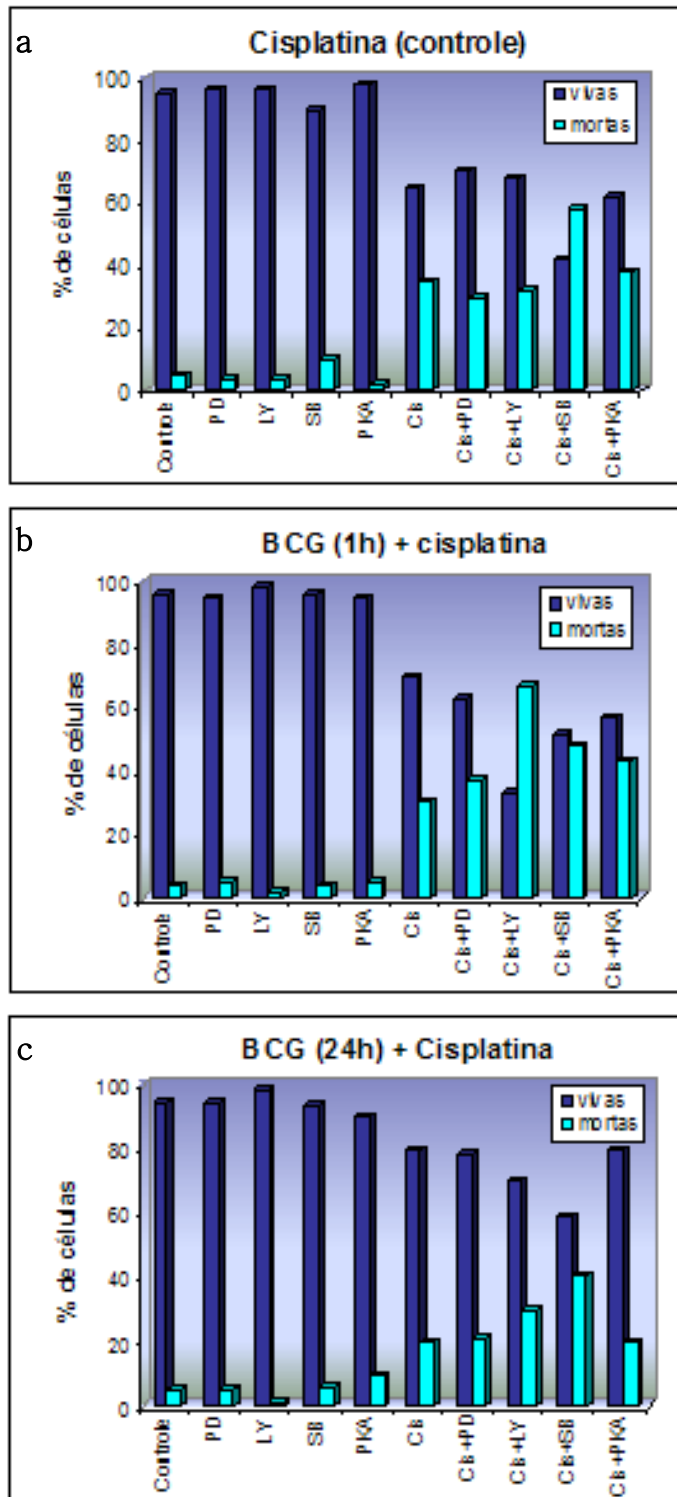 a
Cisplatina (controle)
vivas
mortas
% de células
100
80
60
40
20
0
Controle
PD
LY
SB
PKA
Cis
Cis+PD
Cis+LY
Cis+SB
Cis+PKA
b
BCG (1h) + cisplatina
vivas
mortas
% de células
100
80
60
40
20
0
Controle
PD
LY
SB
PKA
Cis
Cis+PD
Cis+LY
Cis+SB
Cis+PKA
c
BCG (24h) + Cisplatina
vivas
mortas
% de células
100
80
60
40
20
0
Controle
PD
LY
SB
PKA
Cis
Cis+PD
Cis+LY
Cis+SB
Cis+PKA